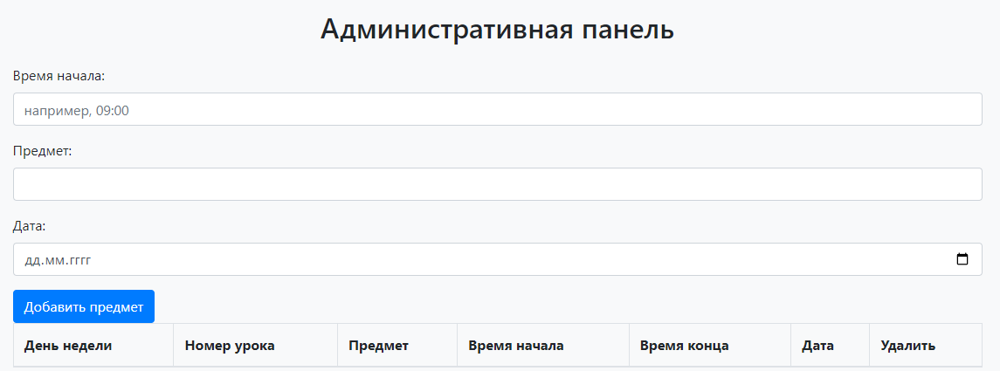 Административная панель
Время начала:
например, 09:00
Предмет:
Дата:
дд.мм.гггг
Добавить предмет
День недели Номер урока Предмет Время начала Время конца Дата Удалить